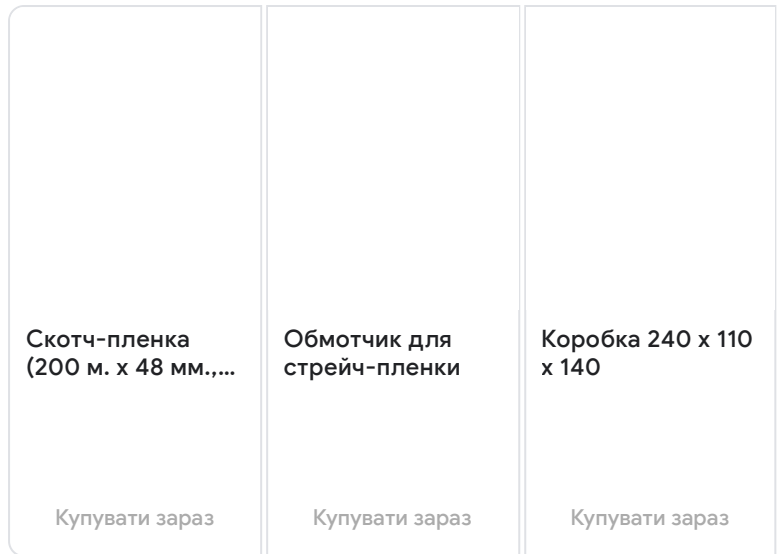 Скотч-пленка
(200 м. х 48 мм.,...
Обмотчик для
стрейч-пленки
Коробка 240 х 110
х 140
Купувати зараз
Купувати зараз
Купувати зараз